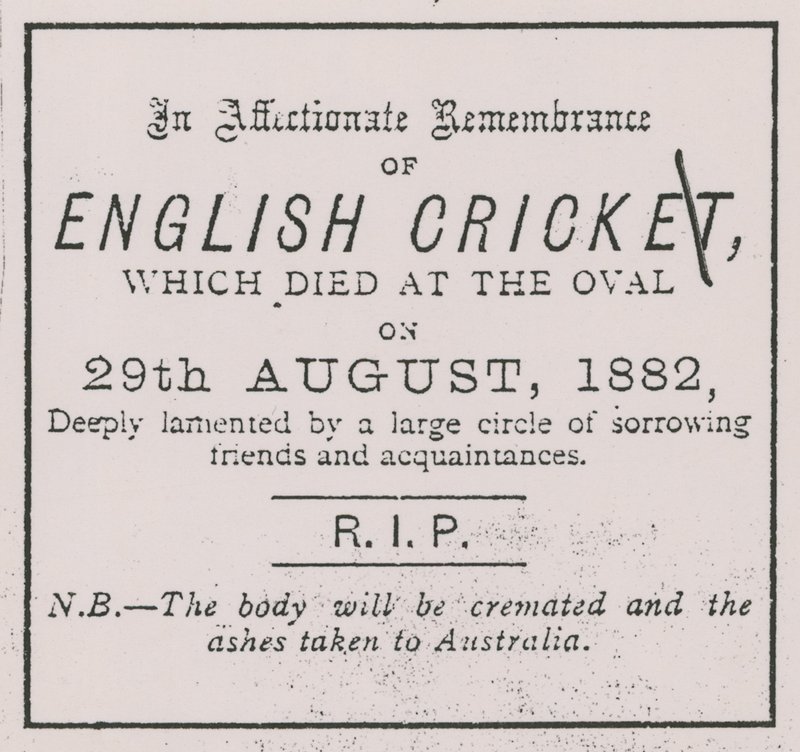 In Affectionate Remembrance
OF
ENGLISH CRICKET,
WHICH DIED AT THE OVAL
ON
29th AUGUST, 1882,
Deeply lamented by a large circle of sorrowing
friends and acquaintances.
R. I. P.
N.B.—The body will be cremated and the
ashes taken to Australia.